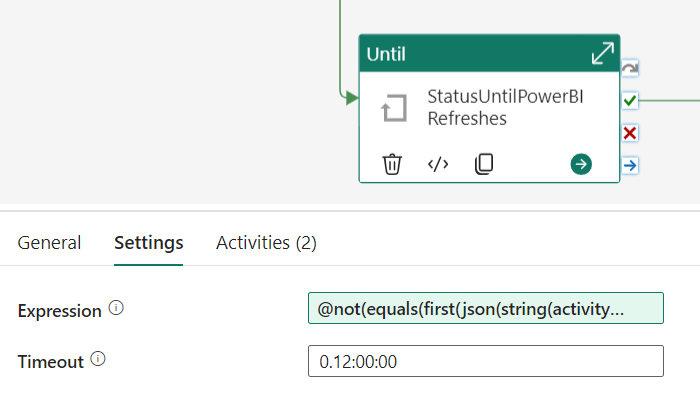 Until
StatusUntilPowerBI
Refreshes
</>
General Settings Activities (2)
Expression
@not(equals(first(json(string(activity...
Timeout
0.12:00:00